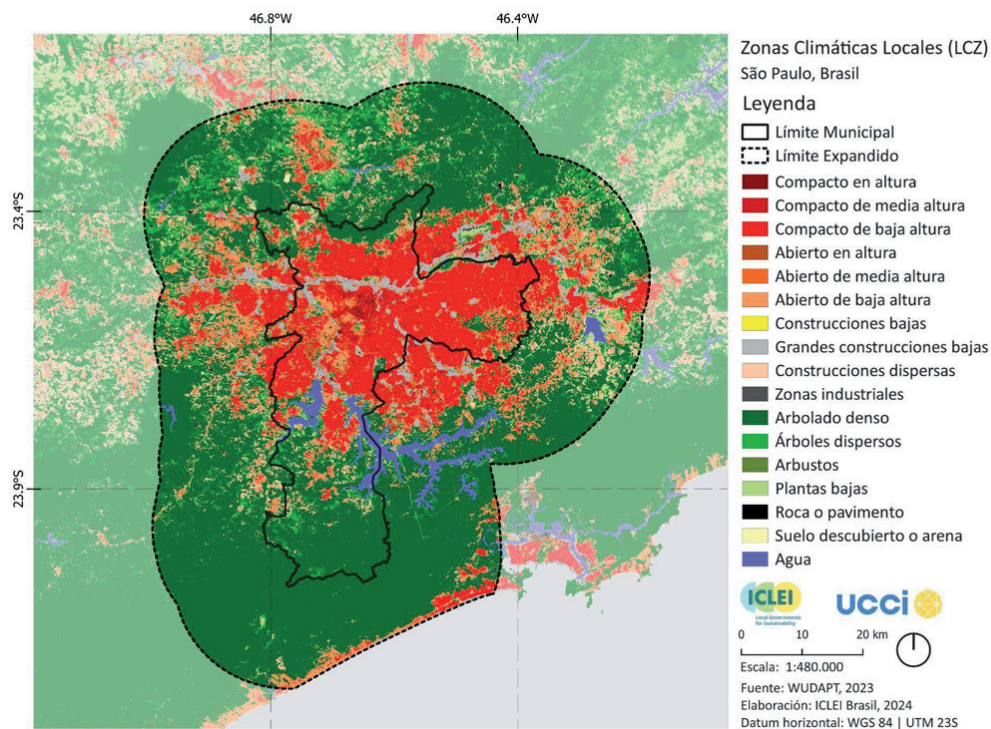 46.8°W 46.4°W
23.4°S
23.9°S
Zonas Climáticas Locales (LCZ)
São Paulo, Brasil
Leyenda
Límite Municipal
Límite Expandido
Compacto en altura
Compacto de media altura
Compacto de baja altura
Abierto en altura
Abierto de media altura
Abierto de baja altura
Construcciones bajas
Grandes construcciones bajas
Construcciones dispersas
Zonas industriales
Arbolado denso
Árboles dispersos
Arbustos
Plantas bajas
Roca o pavimento
Suelo descubierto o arena
Agua
ICLEI
Local Governments
for Sustainability
ucci
0 10 20 km
Escala: 1:480.000
Fuente: WUDAPT, 2023
Elaboración: ICLEI Brasil, 2024
Datum horizontal: WGS 84 | UTM 23S